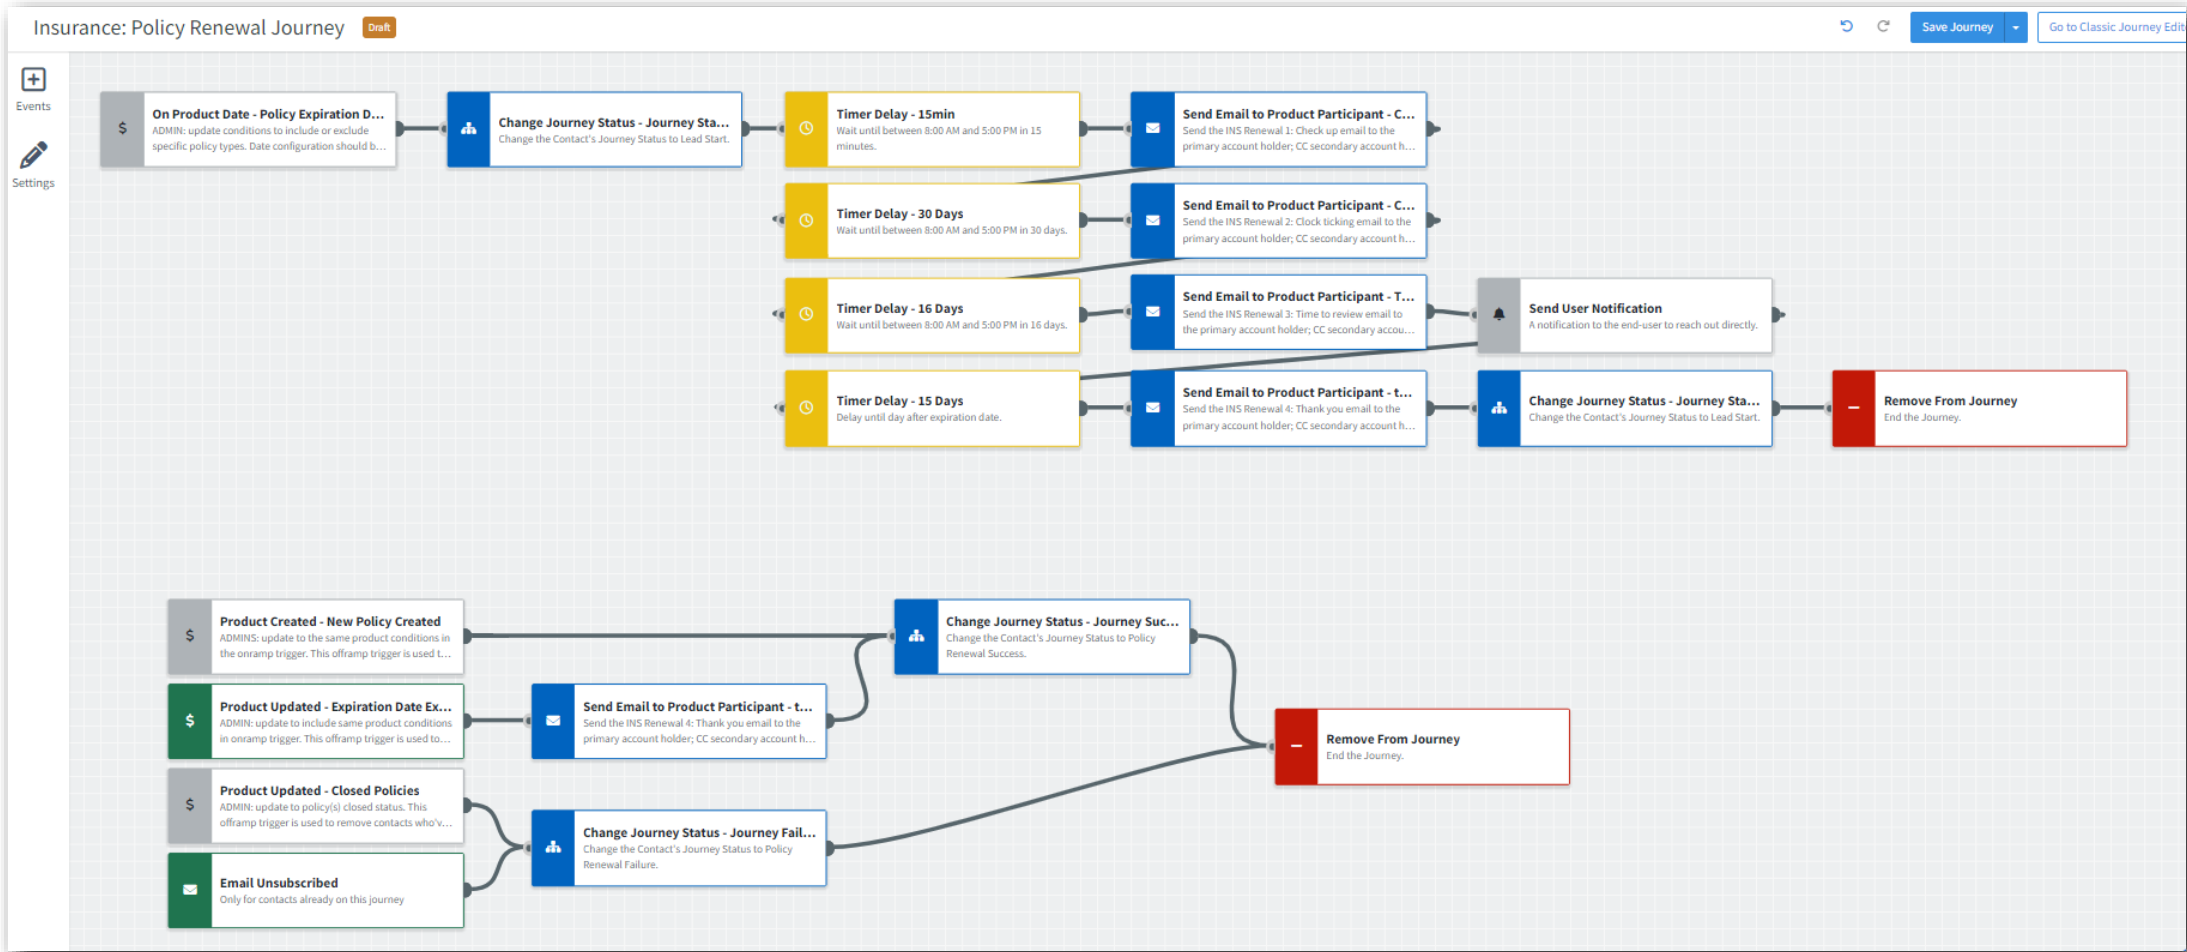 Insurance: Policy Renewal Journey
Draft
Save Journey
Go to Classic Journey Edit
Events
Settings
On Product Date - Policy Expiration D...
ADMIN: update conditions to include or exclude
specific policy types. Date configuration should b...
Change Journey Status - Journey Sta...
Change the Contact's Journey Status to Lead Start.
Timer Delay - 15min
Wait until between 8:00 AM and 5:00 PM in 15
minutes.
Send Email to Product Participant - C...
Send the INS Renewal 1: Check up email to the
primary account holder; CC secondary account h...
Timer Delay - 30 Days
Wait until between 8:00 AM and 5:00 PM in 30 days.
Send Email to Product Participant - C...
Send the INS Renewal 2: Clock ticking email to the
primary account holder; CC secondary account h...
Timer Delay - 16 Days
Wait until between 8:00 AM and 5:00 PM in 16 days.
Send Email to Product Participant - T...
Send the INS Renewal 3: Time to review email to
the primary account holder; CC secondary accou...
Send User Notification
A notification to the end-user to reach out directly.
Timer Delay - 15 Days
Delay until day after expiration date.
Send Email to Product Participant - t...
Send the INS Renewal 4: Thank you email to the
primary account holder; CC secondary account h...
Change Journey Status - Journey Sta...
Change the Contact's Journey Status to Lead Start.
Remove From Journey
End the Journey.
Product Created - New Policy Created
ADMINS: update to the same product conditions in
the onramp trigger. This offramp trigger is used t...
Change Journey Status - Journey Suc...
Change the Contact's Journey Status to Policy
Renewal Success.
Product Updated - Expiration Date Ex...
ADMIN: update to include same product conditions
in onramp trigger. This offramp trigger is used to...
Send Email to Product Participant - t...
Send the INS Renewal 4: Thank you email to the
primary account holder; CC secondary account h...
Remove From Journey
End the Journey.
Product Updated - Closed Policies
ADMIN: update to policy(s) closed status. This
offramp trigger is used to remove contacts who'v...
Change Journey Status - Journey Fail...
Change the Contact's Journey Status to Policy
Renewal Failure.
Email Unsubscribed
Only for contacts already on this journey